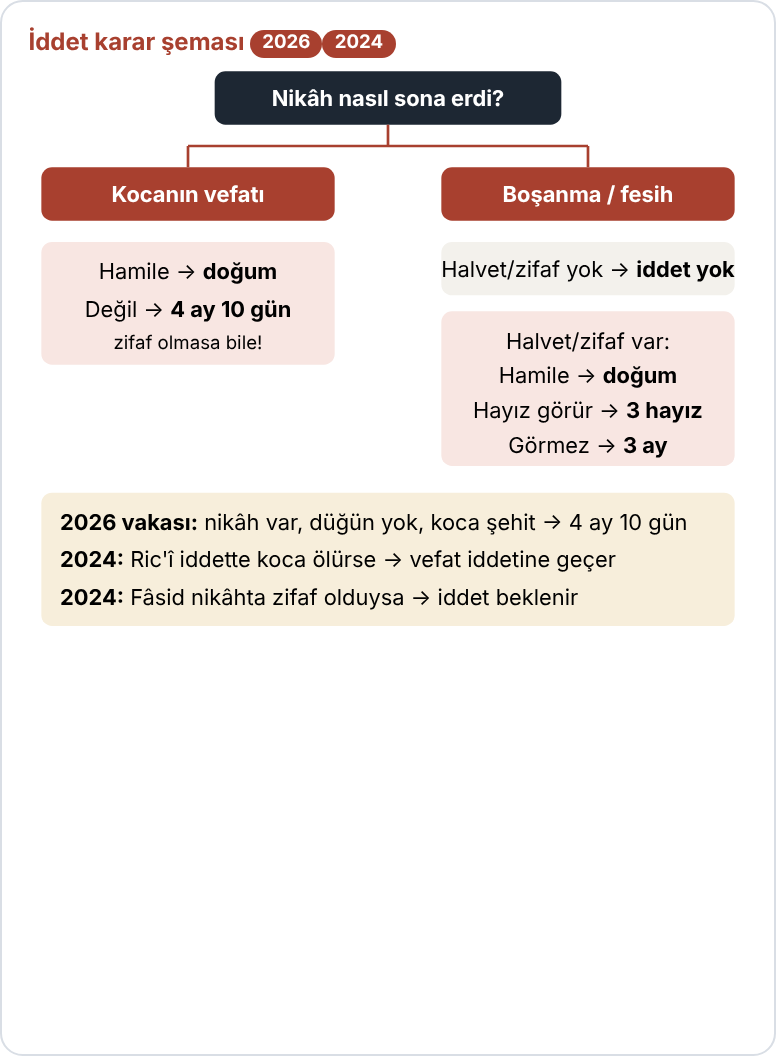 İddet karar şeması 2026 2024
Nikâh nasıl sona erdi?
Kocanın vefatı
Boşanma / fesih
Hamile → doğum
Değil → 4 ay 10 gün
zifaf olmasa bile!
Halvet/zifaf yok → iddet yok
Halvet/zifaf var:
Hamile → doğum
Hayız görür → 3 hayız
Görmez → 3 ay
2026 vakası: nikâh var, düğün yok, koca şehit → 4 ay 10 gün
2024: Ric'î iddette koca ölürse → vefat iddetine geçer
2024: Fâsid nikâhta zifaf olduysa → iddet beklenir